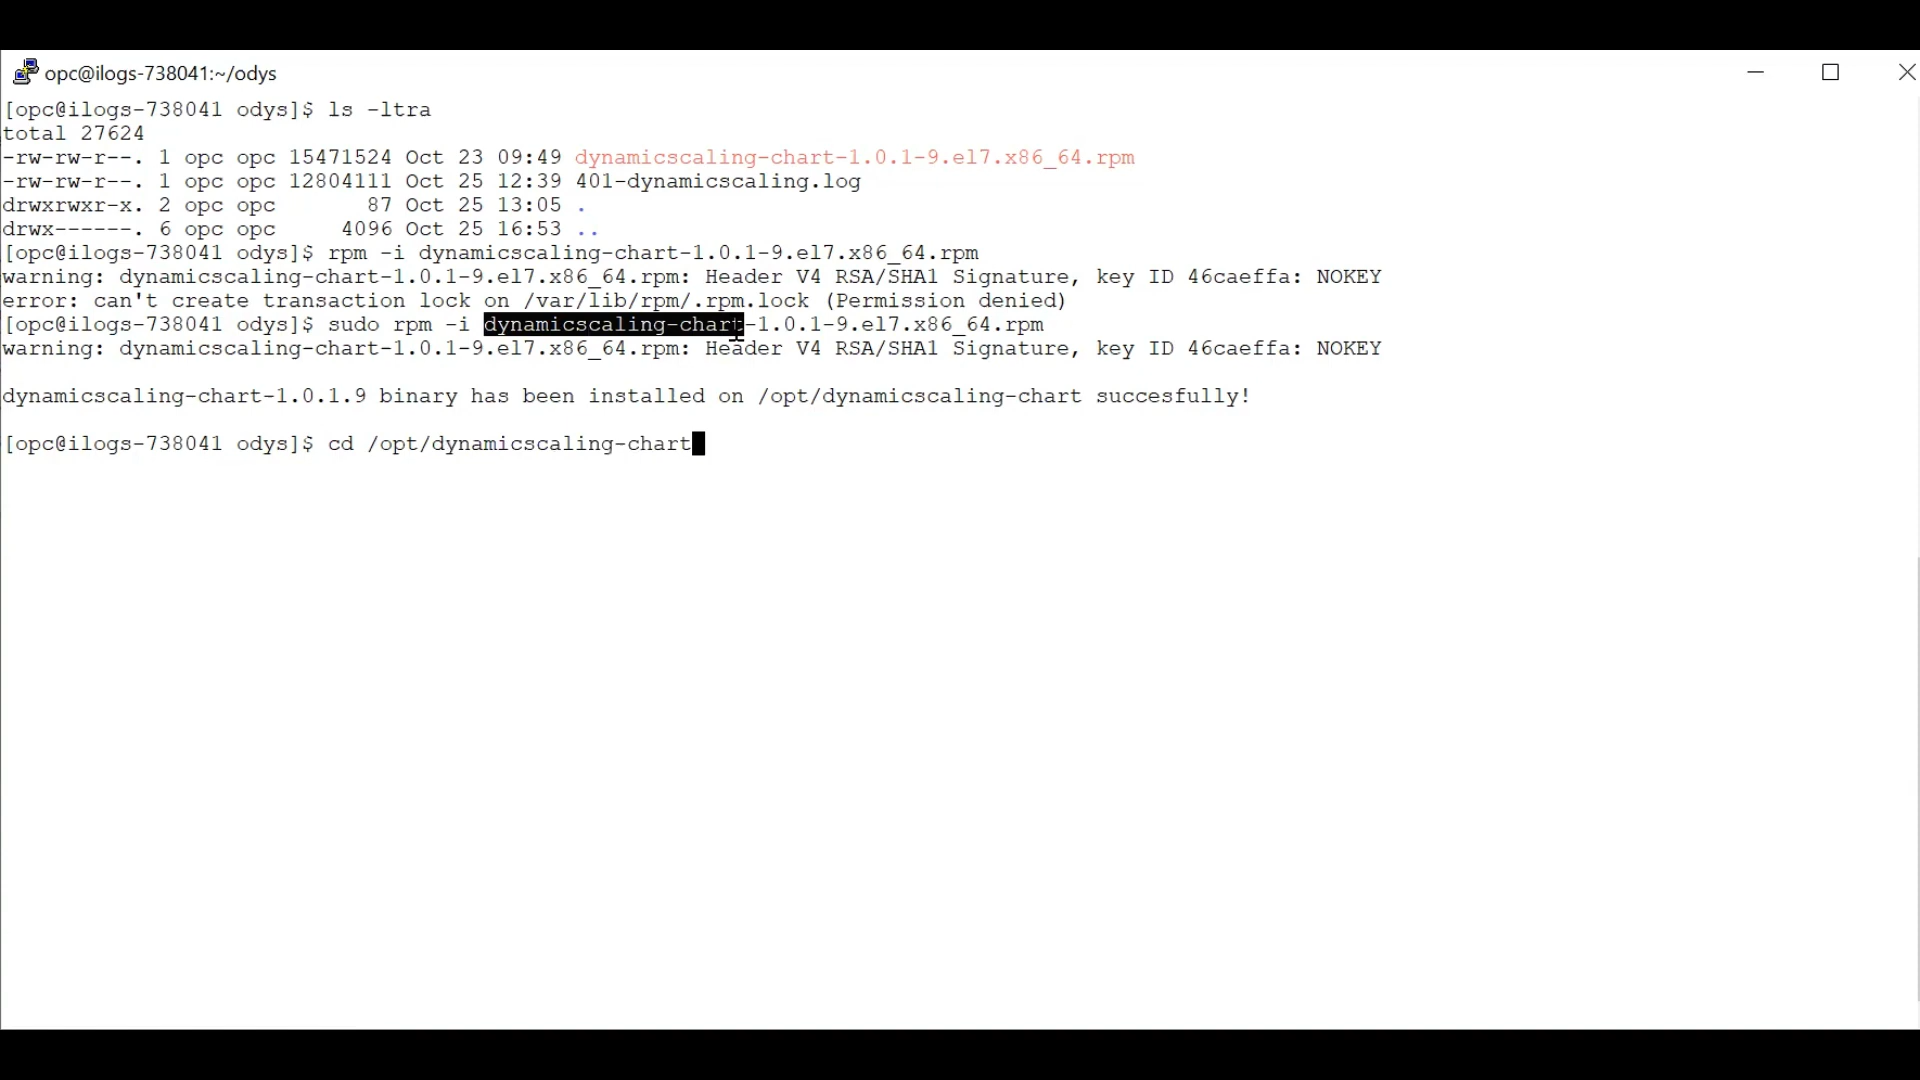 opc@ilogs-738041:~/odys
[opc@ilogs-738041 odys]$ ls -ltra
total 27624
-rw-rw-r--. 1 opc opc 15471524 Oct 23 09:49 dynamicscaling-chart-1.0.1-9.el7.x86_64.rpm
-rw-rw-r--. 1 opc opc 12804111 Oct 25 12:39 401-dynamicscaling.log
drwxrwxr-x. 2 opc opc       87 Oct 25 13:05 .
drwx------. 6 opc opc     4096 Oct 25 16:53 ..
[opc@ilogs-738041 odys]$ rpm -i dynamicscaling-chart-1.0.1-9.el7.x86_64.rpm
warning: dynamicscaling-chart-1.0.1-9.el7.x86_64.rpm: Header V4 RSA/SHA1 Signature, key ID 46caeffa: NOKEY
error: can't create transaction lock on /var/lib/rpm/.rpm.lock (Permission denied)
[opc@ilogs-738041 odys]$ sudo rpm -i dynamicscaling-chart-1.0.1-9.el7.x86_64.rpm
warning: dynamicscaling-chart-1.0.1-9.el7.x86_64.rpm: Header V4 RSA/SHA1 Signature, key ID 46caeffa: NOKEY
dynamicscaling-chart-1.0.1.9 binary has been installed on /opt/dynamicscaling-chart succesfully!
[opc@ilogs-738041 odys]$ cd /opt/dynamicscaling-chart